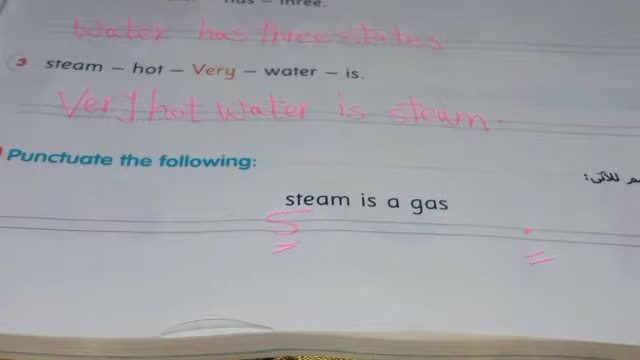 three.
Water has three states
3 steam – hot – Very – water – is.
Very hot water is steam.
Punctuate the following:
steam is a gas
S .